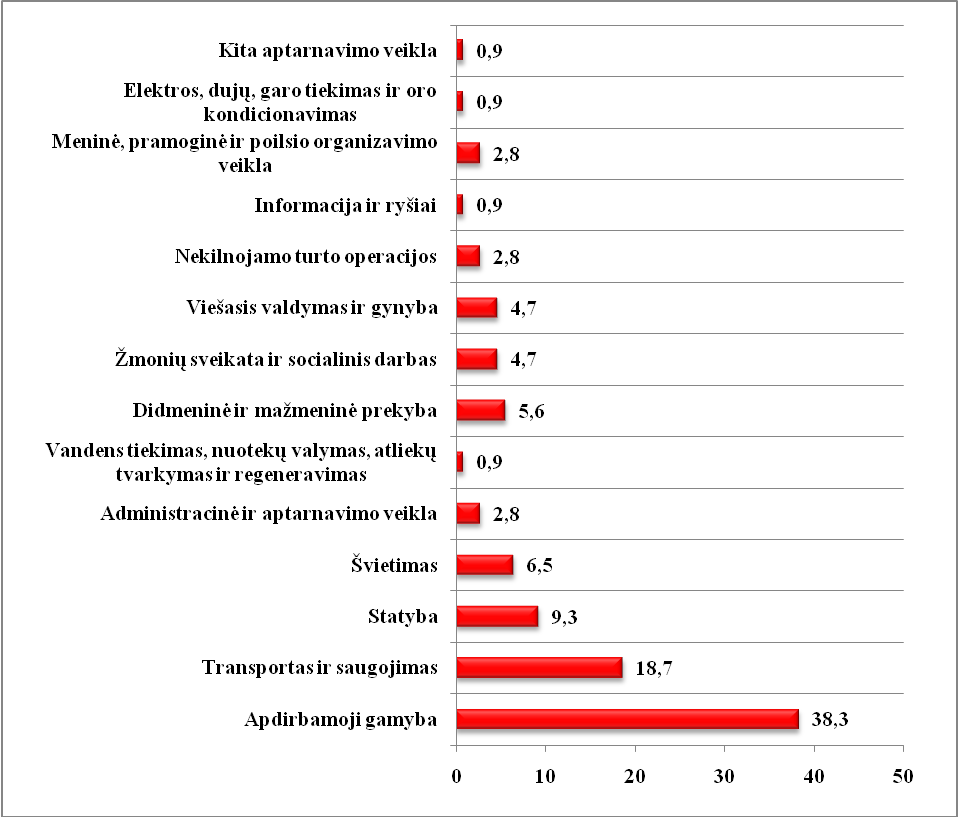 Kita aptarnavimo veikla
0,9
Elektros, dujų, garo tiekimas ir oro
kondicionavimas
0,9
Meninė, pramoginė ir poilsio organizavimo
veikla
2,8
Informacija ir ryšiai
0,9
Nekilnojamo turto operacijos
2,8
Viešasis valdymas ir gynyba
4,7
Žmonių sveikata ir socialinis darbas
4,7
Didmeninė ir mažmeninė prekyba
5,6
Vandens tiekimas, nuotekų valymas, atliekų
tvarkymas ir regeneravimas
0,9
Administracinė ir aptarnavimo veikla
2,8
Švietimas
6,5
Statyba
9,3
Transportas ir saugojimas
18,7
Apdirbamoji gamyba
38,3
0 10 20 30 40 50